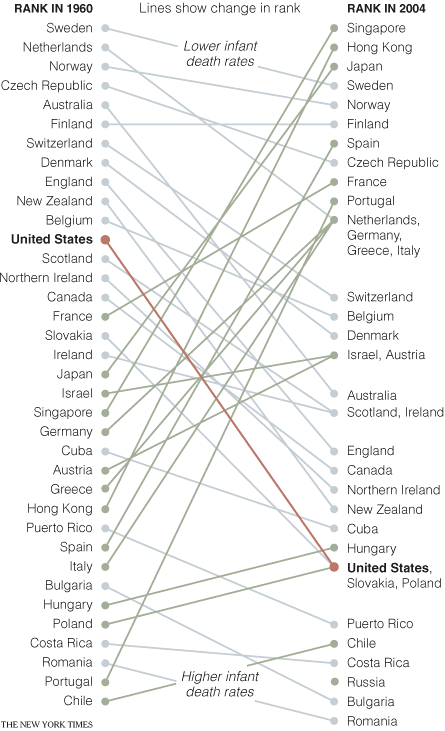 RANK IN 1960
Lines show change in rank
RANK IN 2004
Sweden
Netherlands
Norway
Czech Republic
Australia
Finland
Switzerland
Denmark
England
New Zealand
Belgium
United States
Scotland
Northern Ireland
Canada
France
Slovakia
Ireland
Japan
Israel
Singapore
Germany
Cuba
Austria
Greece
Hong Kong
Puerto Rico
Spain
Italy
Bulgaria
Hungary
Poland
Costa Rica
Romania
Portugal
Chile
Lower infant
death rates
Higher infant
death rates
Singapore
Hong Kong
Japan
Sweden
Norway
Finland
Spain
Czech Republic
France
Portugal
Netherlands,
Germany,
Greece, Italy
Switzerland
Belgium
Denmark
Israel, Austria
Australia
Scotland, Ireland
England
Canada
Northern Ireland
New Zealand
Cuba
Hungary
United States,
Slovakia, Poland
Puerto Rico
Chile
Costa Rica
Russia
Bulgaria
Romania
THE NEW YORK TIMES